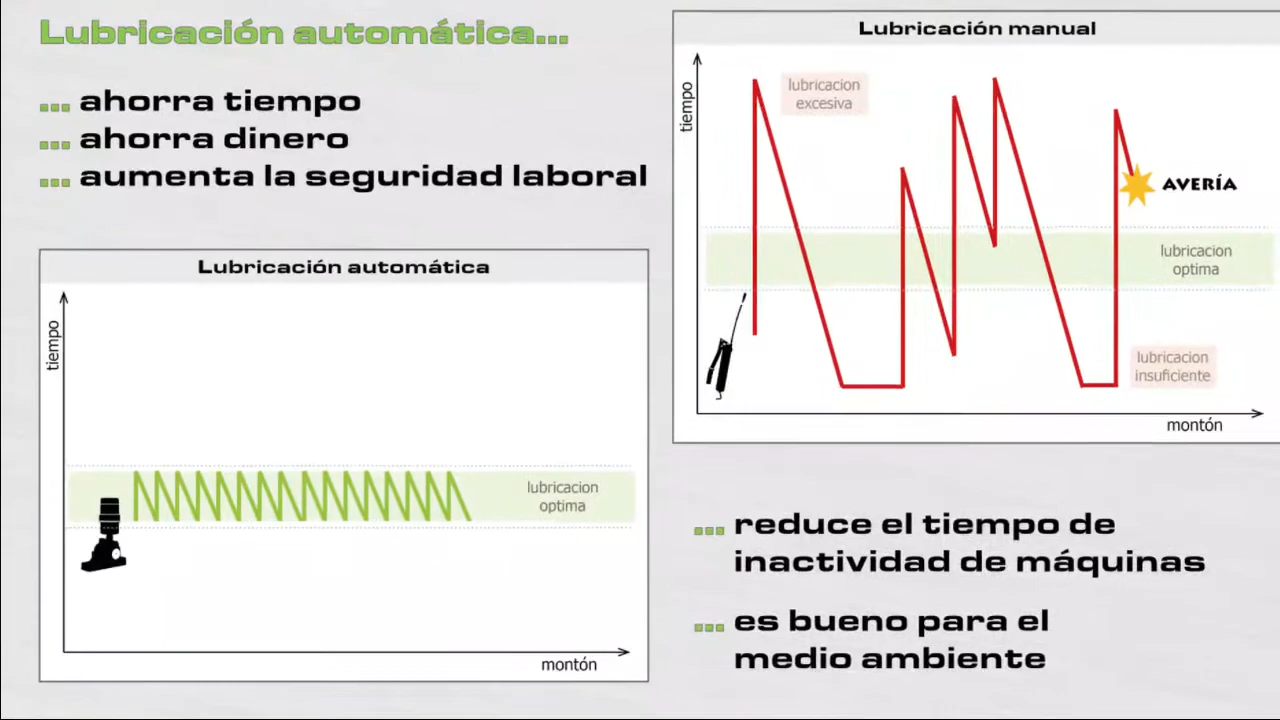 Lubricación automática...
... ahorra tiempo
... ahorra dinero
... aumenta la seguridad laboral
Lubricación automática
tiempo
lubricacion
optima
montón
Lubricación manual
tiempo
lubricacion
excesiva
AVERÍA
lubricacion
optima
lubricacion
insuficiente
montón
... reduce el tiempo de
inactividad de máquinas
... es bueno para el
medio ambiente